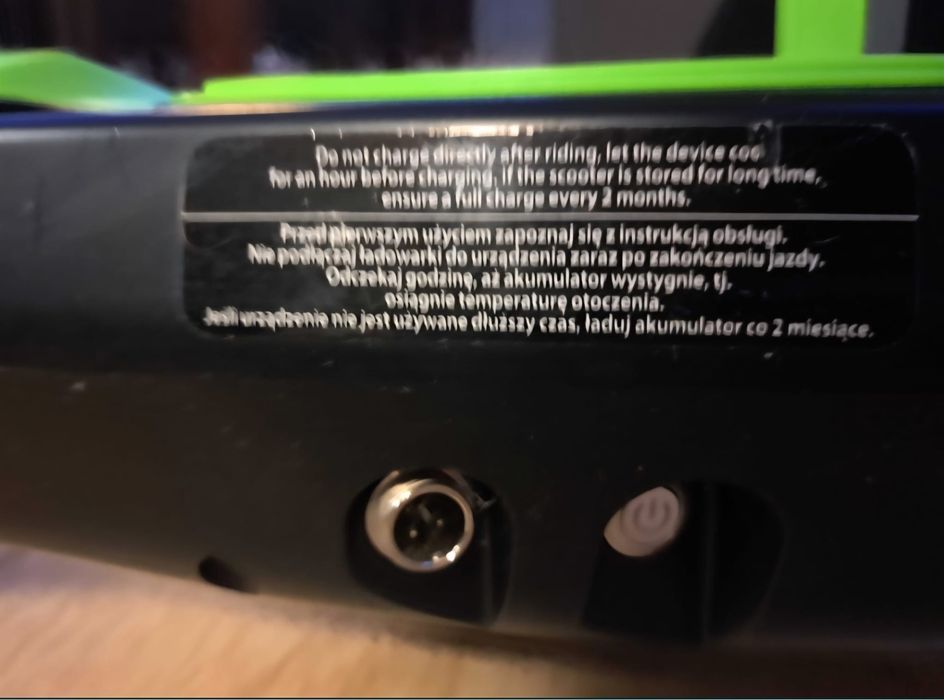 Do not charge directly after riding, let the device coo
for an hour before charging. If the scooter is stored for long time,
ensure a full charge every 2 months.
Przed pierwszym użyciem zapoznaj się z instrukcją obsługi.
Nie podłączaj ładowarki do urządzenia zaraz po zakończeniu jazdy.
Odczekaj godzinę, aż akumulator wystygnie, tj.
osiągnie temperaturę otoczenia.
Jeśli urządzenie nie jest używane dłuższy czas, ładuj akumulator co 2 miesiące.